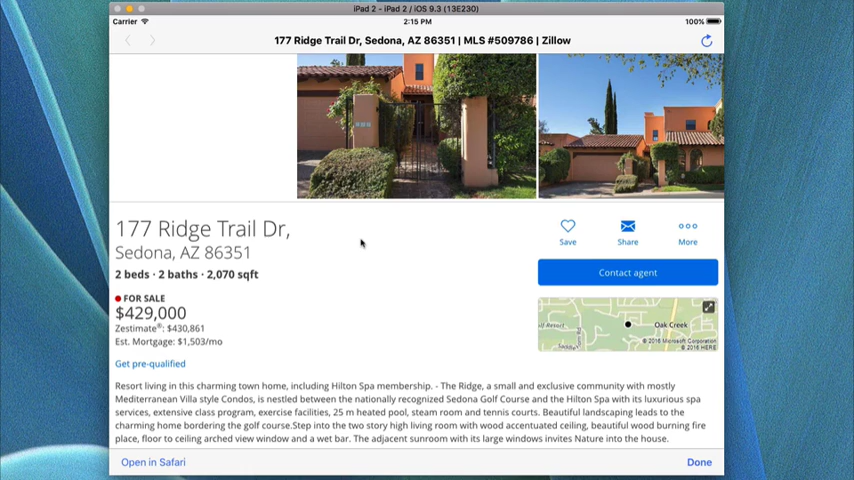 iPad 2 - iPad 2 / iOS 9.3 (13E230)
Carrier 2:15 PM 100%
177 Ridge Trail Dr, Sedona, AZ 86351 | MLS #509786 | Zillow
177 Ridge Trail Dr,
Sedona, AZ 86351
2 beds · 2 baths · 2,070 sqft
FOR SALE
$429,000
Zestimate®: $430,861
Est. Mortgage: $1,503/mo
Get pre-qualified
Save Share More
Contact agent
Oak Creek
© 2016 Microsoft Corporation
© 2016 HERE
Resort living in this charming town home, including Hilton Spa membership. - The Ridge, a small and exclusive community with mostly
Mediterranean Villa style Condos, is nestled between the nationally recognized Sedona Golf Course and the Hilton Spa with its luxurious spa
services, extensive class program, exercise facilities, 25 m heated pool, steam room and tennis courts. Beautiful landscaping leads to the
charming home bordering the golf course.Step into the two story high living room with wood accentuated ceiling, beautiful wood burning fire
place, floor to ceiling arched view window and a wet bar. The adjacent sunroom with its large windows invites Nature into the house.
Open in Safari Done